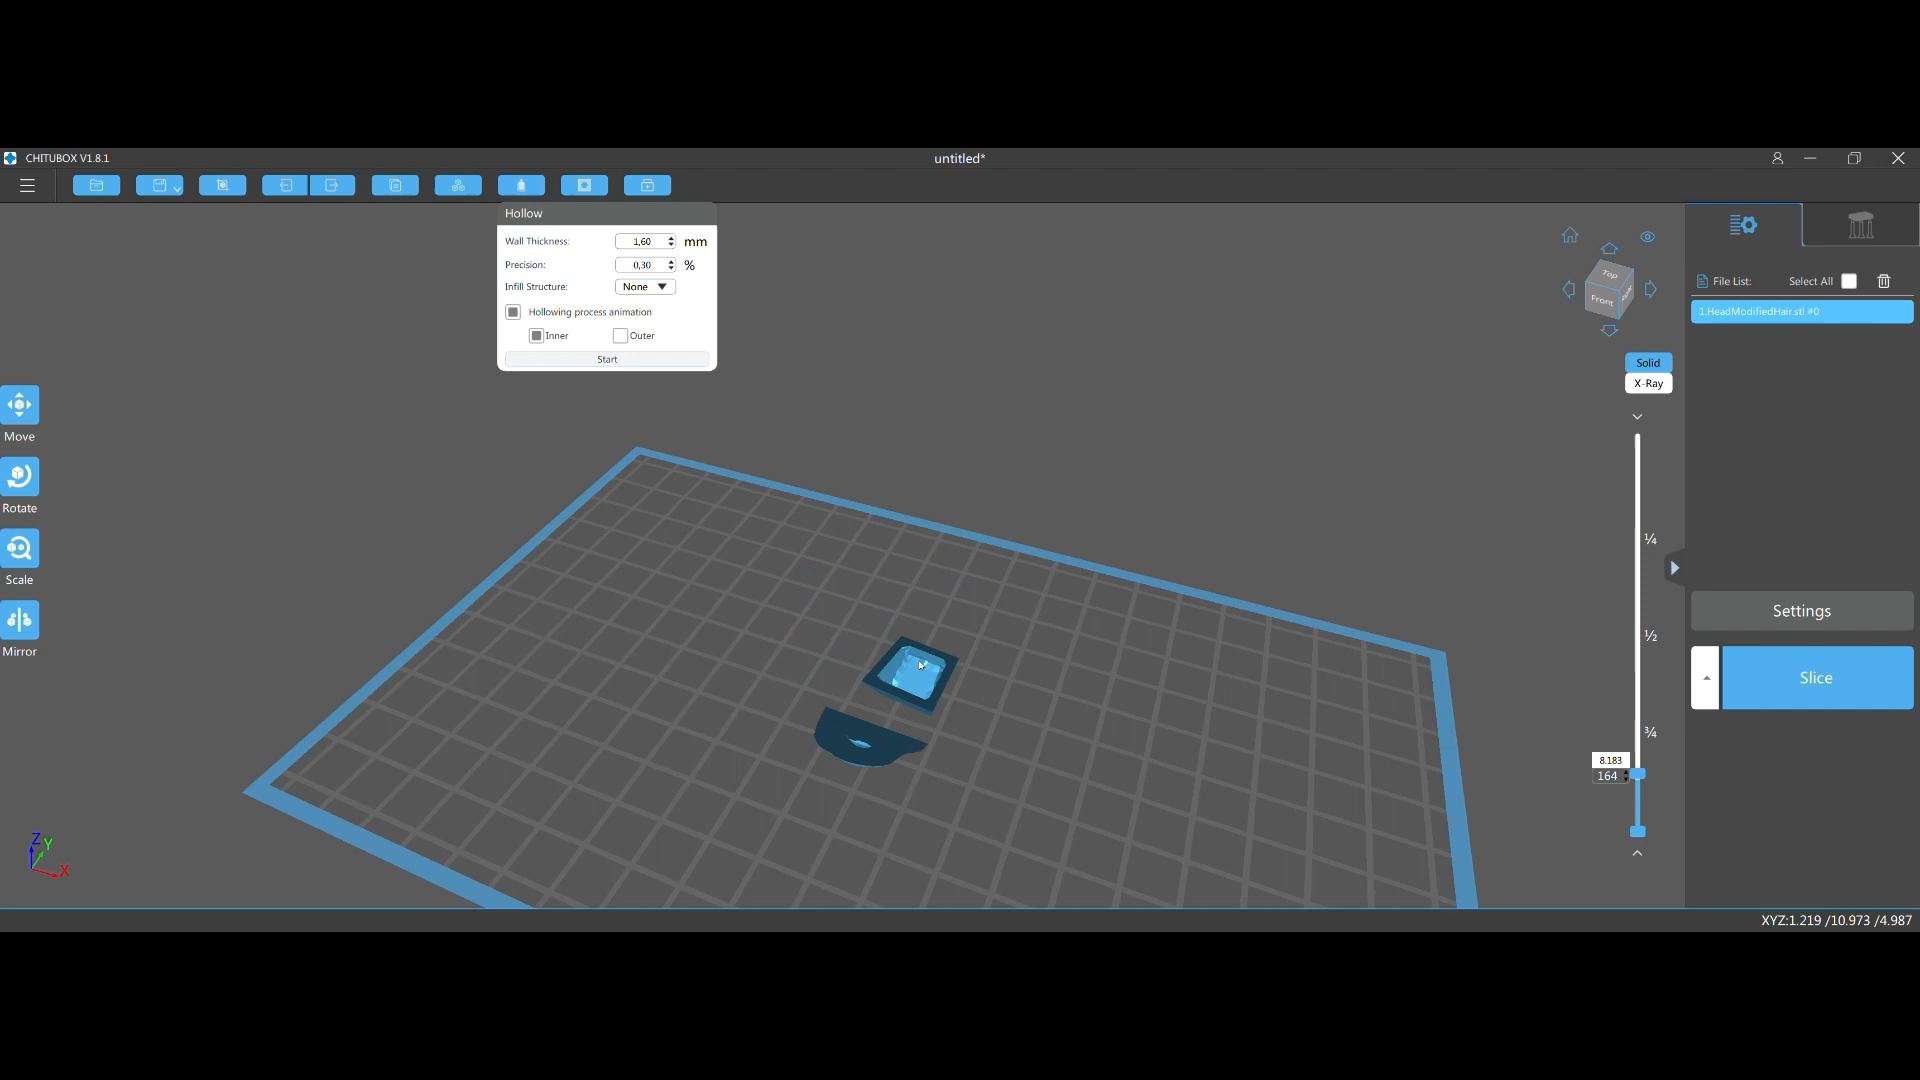 CHITUBOX V1.8.1
untitled*
Hollow
Wall Thickness: 1,60 mm
Precision: 0,30 %
Infill Structure: None
Hollowing process animation
Inner Outer
Start
Move
Rotate
Scale
Mirror
Z
Y
X
Top
Front
Solid
X-Ray
¼
½
¾
8.183
164
File List: Select All
1.HeadModifiedHair.stl #0
Settings
Slice
XYZ:1.219 /10.973 /4.987